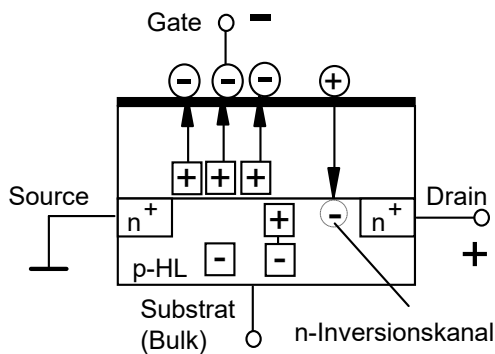 Gate -
- - - +
+ + +
Source
Drain
n+
+
-
n+
+
p-HL
-
-
Substrat
(Bulk)
n-Inversionskanal